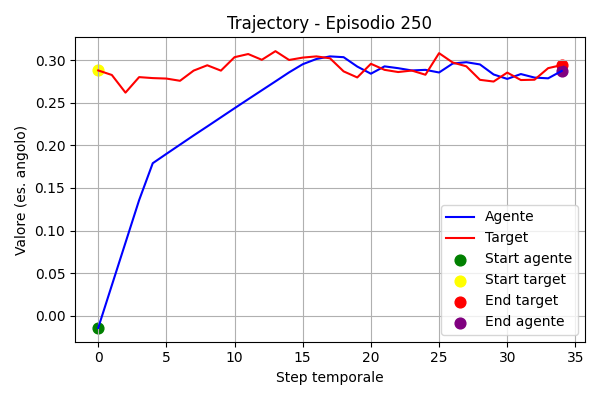 Trajectory - Episodio 250
Valore (es. angolo)
0.30
0.25
0.20
0.15
0.10
0.05
0.00
0 5 10 15 20 25 30 35
Step temporale
Agente
Target
Start agente
Start target
End target
End agente